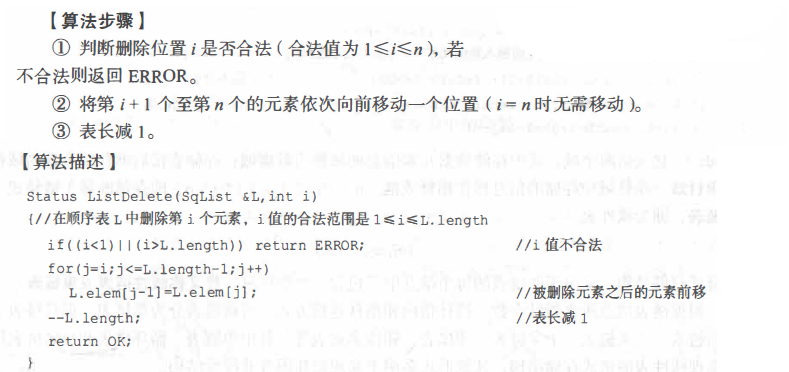 【算法步骤】
① 判断删除位置 i 是否合法（合法值为 1≤i≤n），若
不合法则返回 ERROR。
② 将第 i+1 个至第 n 个的元素依次向前移动一个位置（i=n时无需移动）。
③ 表长减 1。
【算法描述】
Status ListDelete(SqList &L,int i)
{//在顺序表 L 中删除第 i 个元素，i 值的合法范围是 1≤i≤L.length
if((i<1)||(i>L.length)) return ERROR; //i 值不合法
for(j=i;j<=L.length-1;j++)
L.elem[j-1]=L.elem[j]; //被删除元素之后的元素前移
--L.length; //表长减 1
return OK;
}